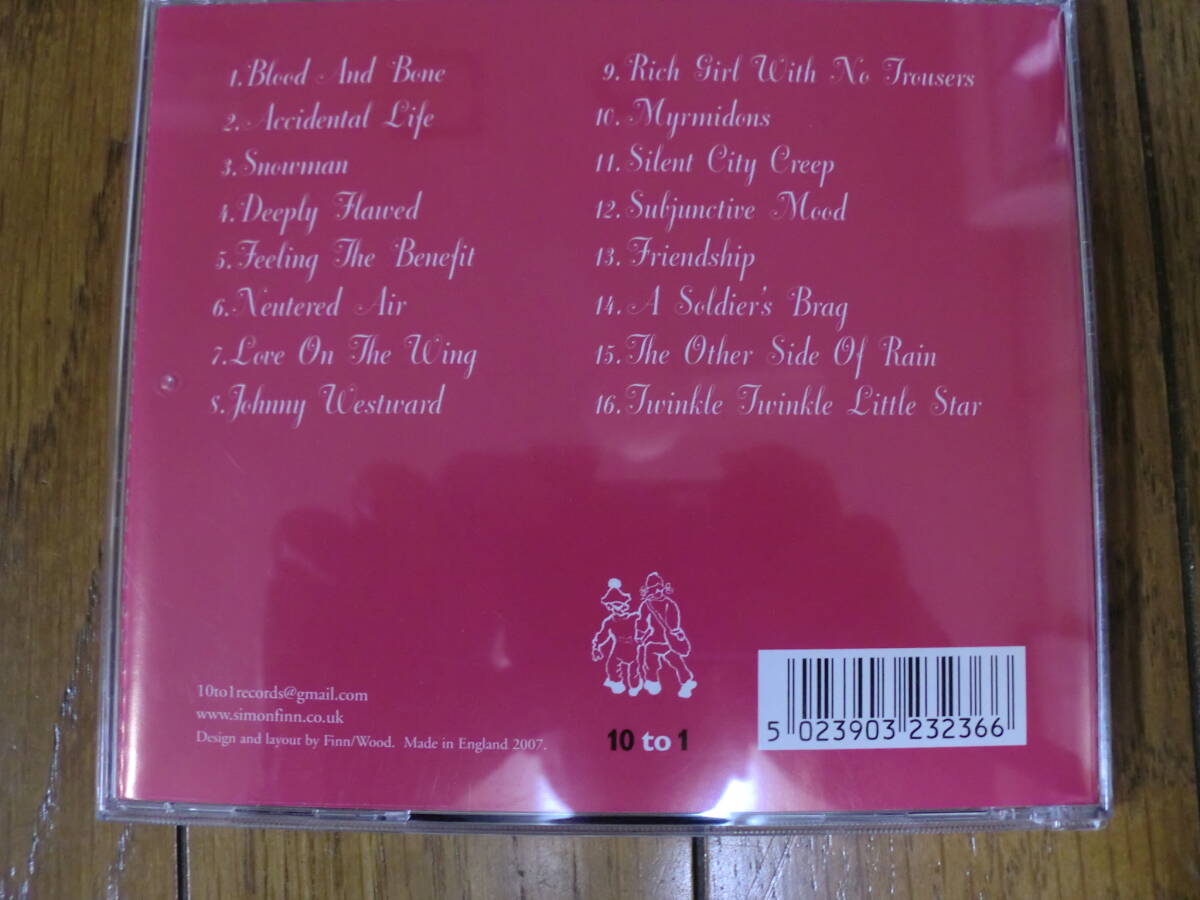 1. Blood And Bone
2. Accidental Life
3. Snowman
4. Deeply Flawed
5. Feeling The Benefit
6. Neutered Air
7. Love On The Wing
8. Johnny Westward
9. Rich Girl With No Trousers
10. Myrmidons
11. Silent City Creep
12. Subjunctive Mood
13. Friendship
14. A Soldier's Brag
15. The Other Side Of Rain
16. Twinkle Twinkle Little Star
10to1records@gmail.com
www.simonfinn.co.uk
Design and layout by Finn/Wood. Made in England 2007.
10 to 1
5 023903 232366